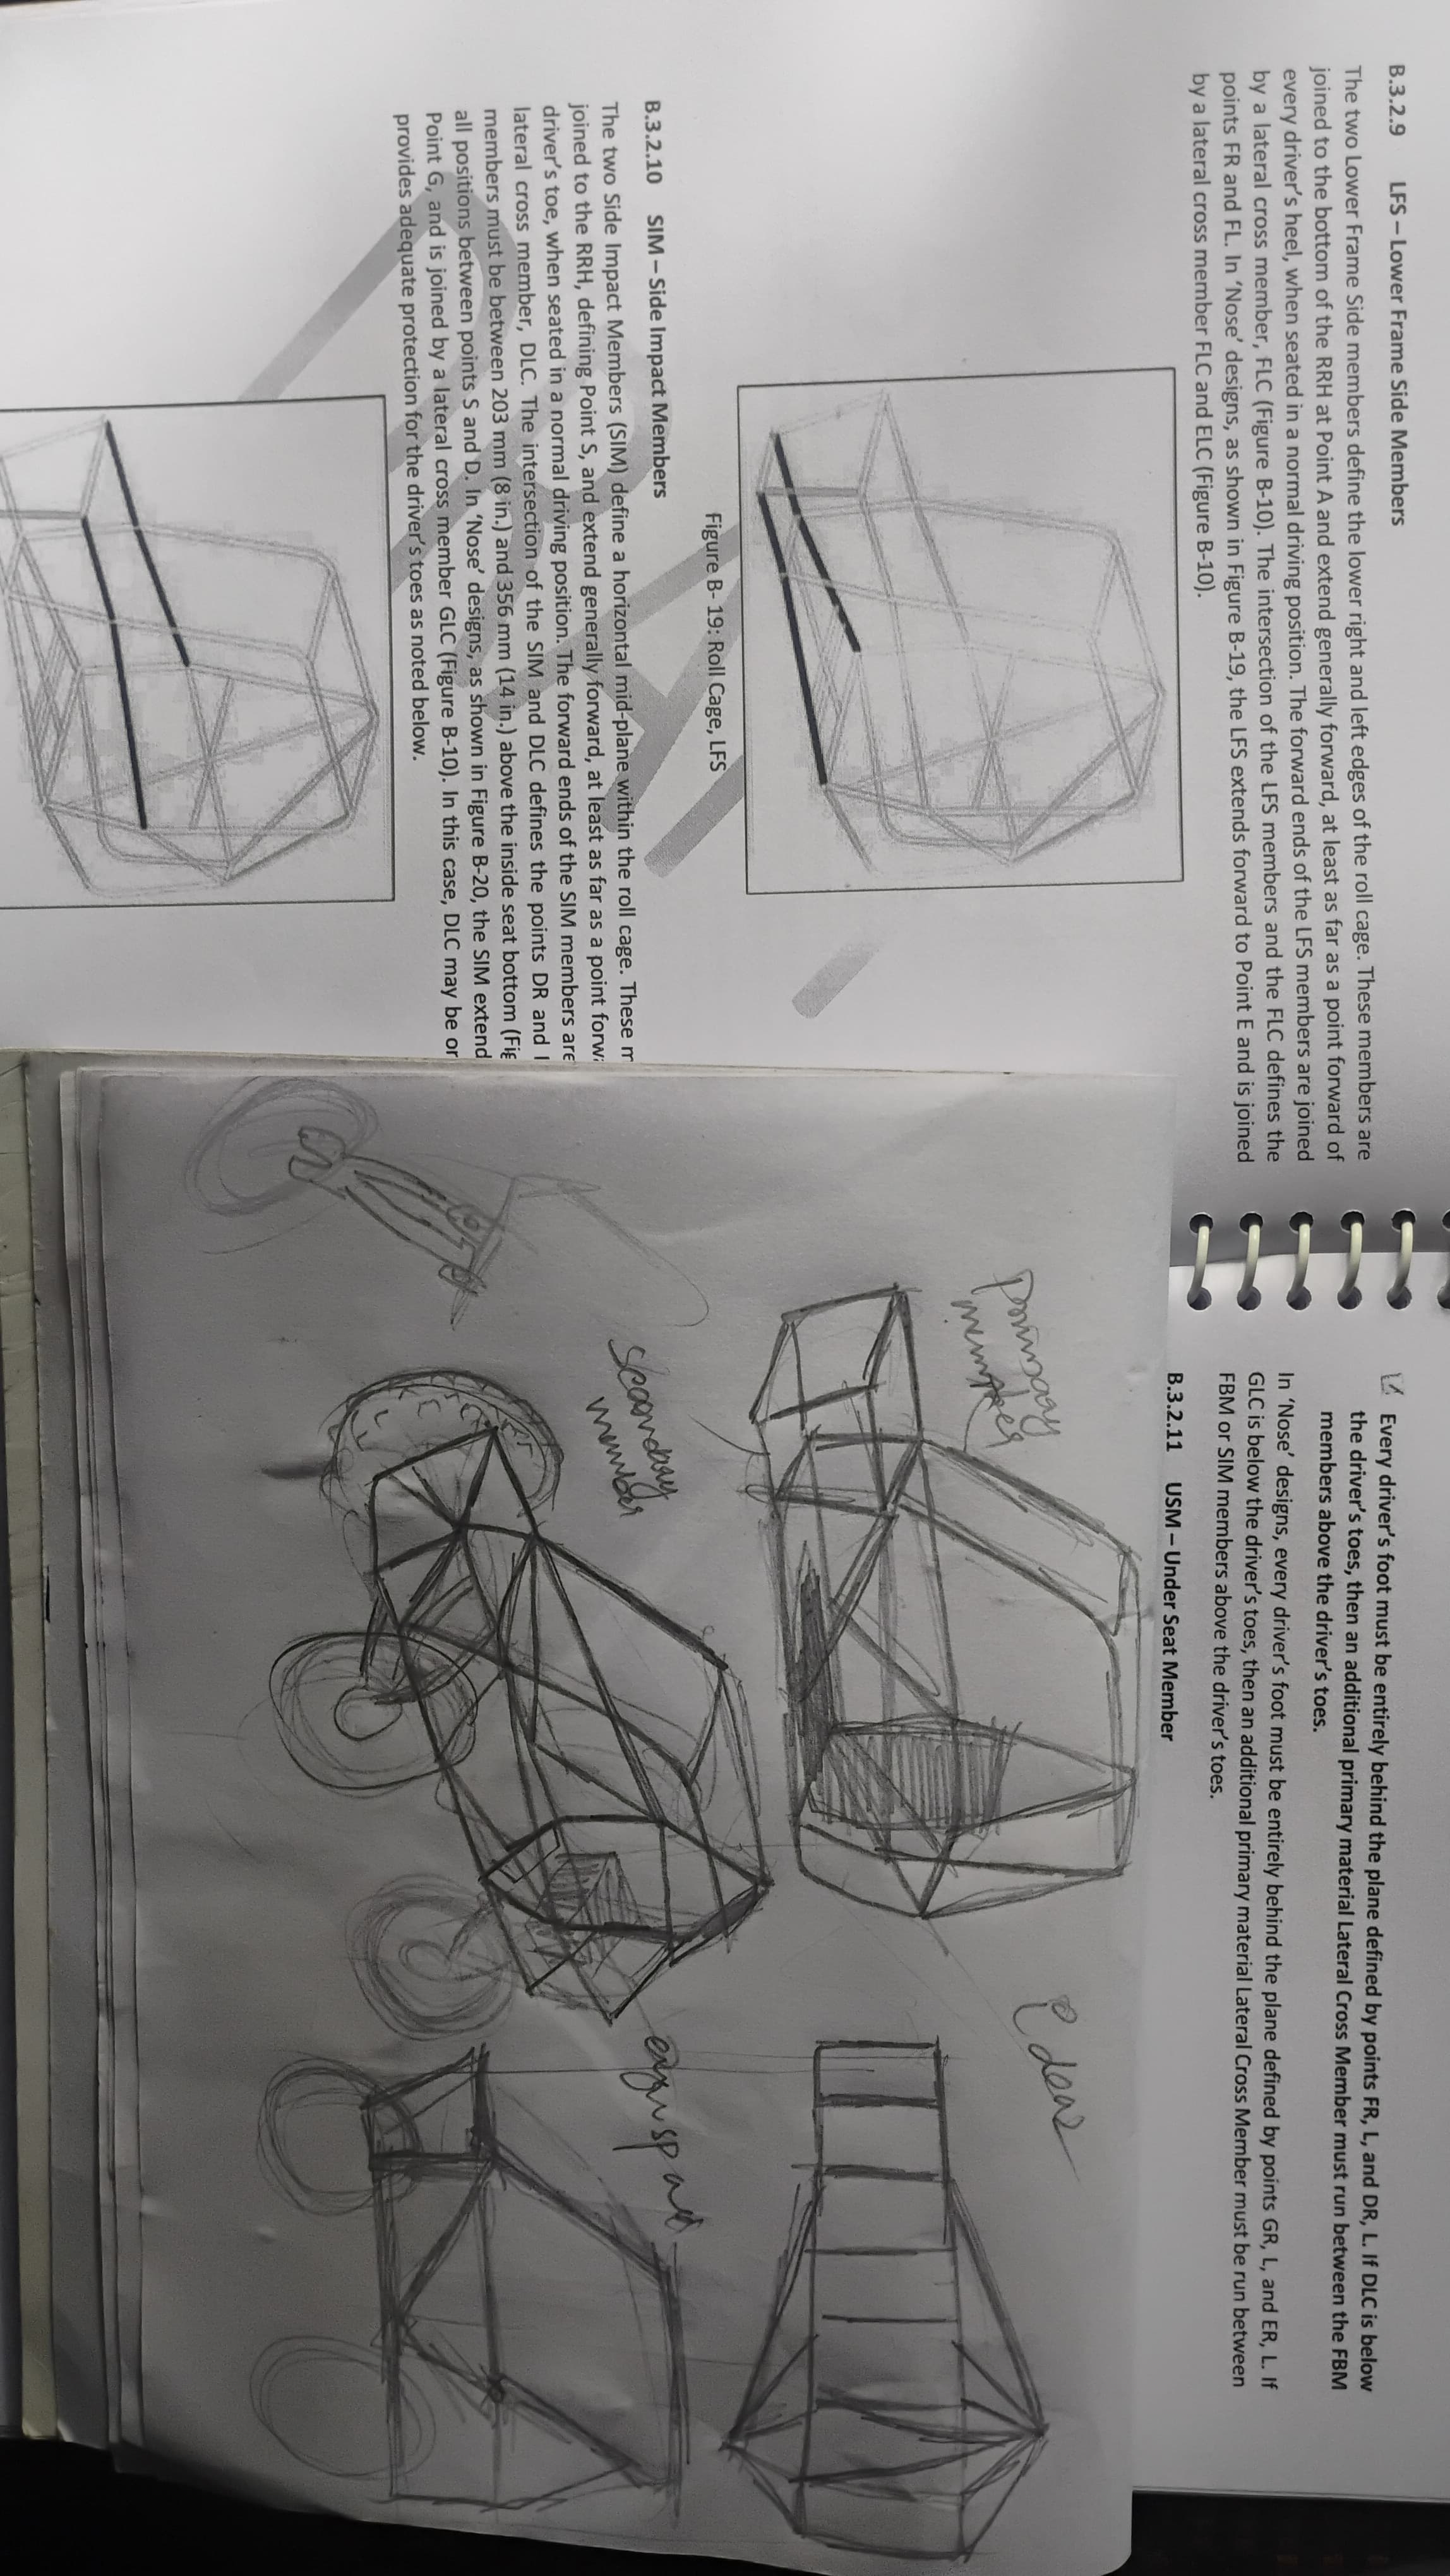 B.3.2.9 LFS – Lower Frame Side Members
The two Lower Frame Side members define the lower right and left edges of the roll cage. These members are
joined to the bottom of the RRH at Point A and extend generally forward, at least as far as a point forward of
every driver's heel, when seated in a normal driving position. The forward ends of the LFS members are joined
by a lateral cross member, FLC (Figure B-10). The intersection of the LFS members and the FLC defines the
points FR and FL. In ‘Nose’ designs, as shown in Figure B-19, the LFS extends forward to Point E and is joined
by a lateral cross member FLC and ELC (Figure B-10).
Figure B- 19: Roll Cage, LFS
B.3.2.10 SIM – Side Impact Members
The two Side Impact Members (SIM) define a horizontal mid-plane within the roll cage. These
joined to the RRH, defining Point S, and extend generally forward, at least as far as a point
driver's toe, when seated in a normal driving position. The forward ends of the SIM members are
lateral cross member, DLC. The intersection of the SIM and DLC defines the points DR and
members must be between 203 mm (8 in.) and 356 mm (14 in.) above the inside seat bottom
all positions between points S and D. In ‘Nose’ designs, as shown in Figure B-20, the SIM extend
Point G, and is joined by a lateral cross member GLC (Figure B-10). In this case, DLC may be or
provides adequate protection for the driver's toes as noted below.
Every driver's foot must be entirely behind the plane defined by points FR, L, and DR, L. If DLC is below
the driver's toes, then an additional primary material Lateral Cross Member must run between the FBM
members above the driver's toes.
In ‘Nose’ designs, every driver's foot must be entirely behind the plane defined by points GR, L, and ER, L. If
GLC is below the driver's toes, then an additional primary material Lateral Cross Member must be run between
FBM or SIM members above the driver's toes.
B.3.2.11 USM – Under Seat Member
primary
member
secondary
member